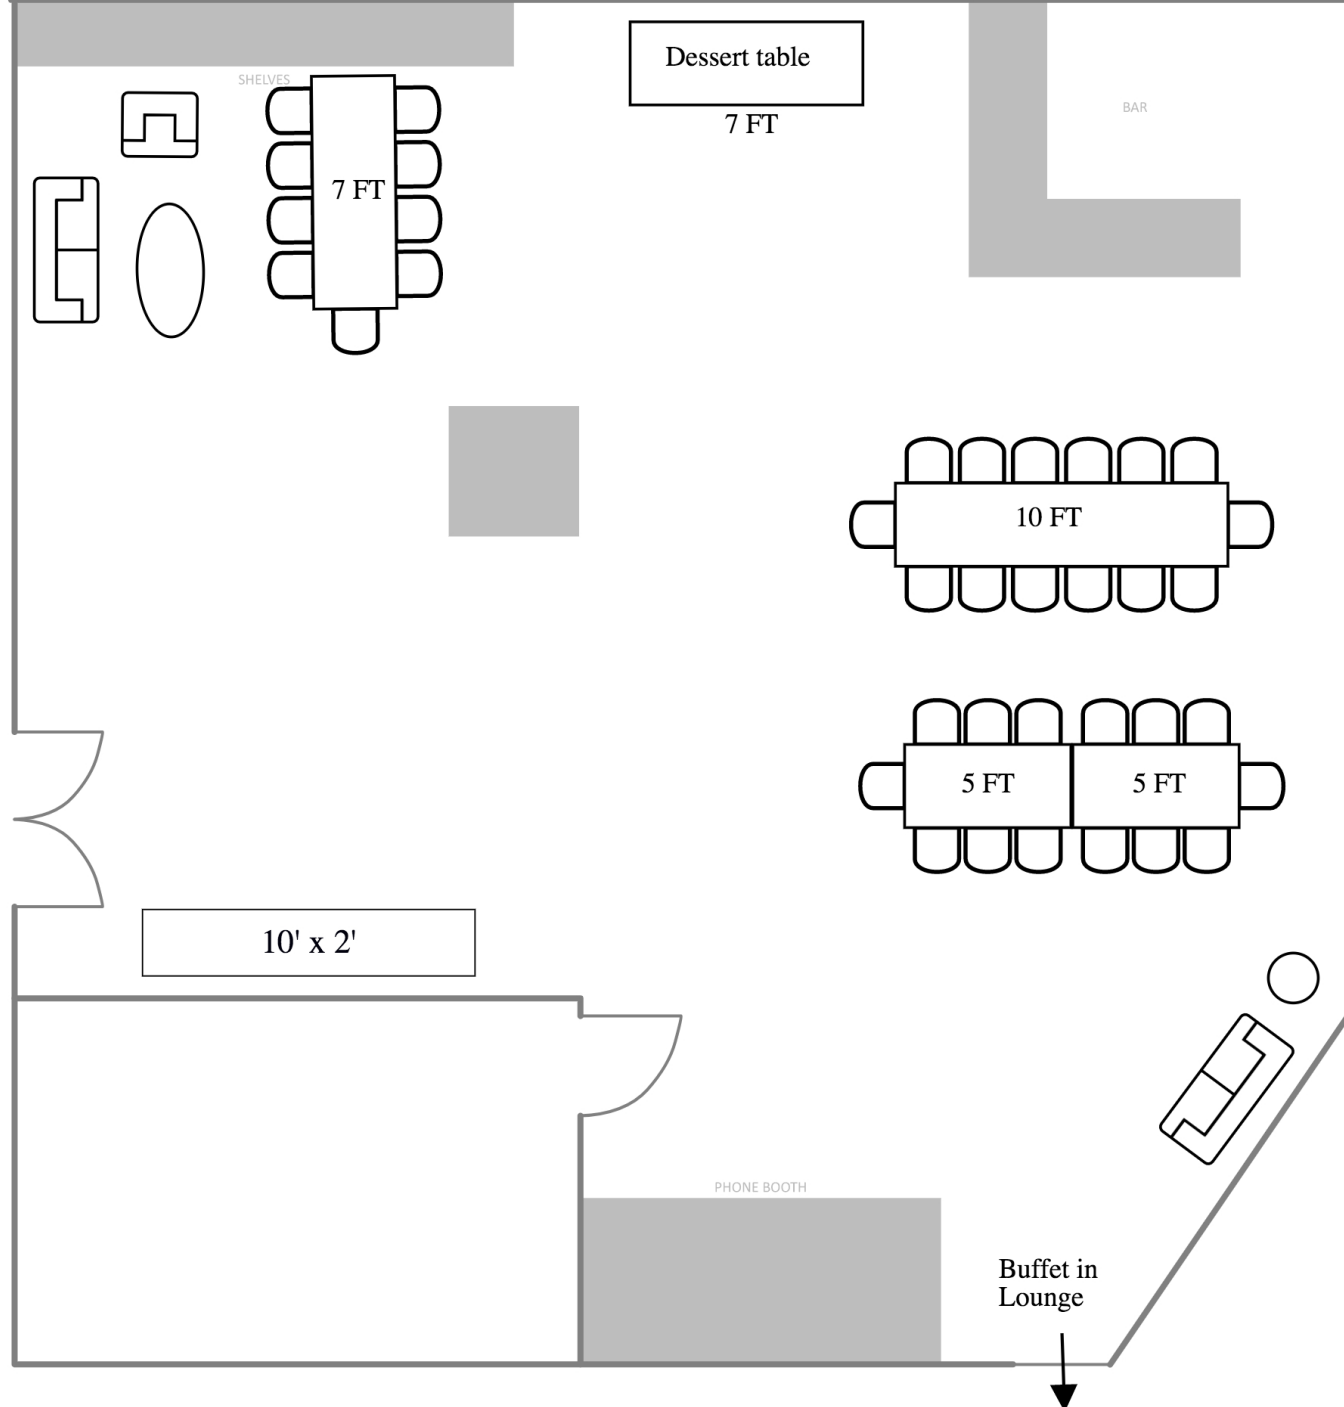 Dessert table
SHELVES
7 FT
BAR
7 FT
10 FT
5 FT
5 FT
10' x 2'
PHONE BOOTH
Buffet in
Lounge